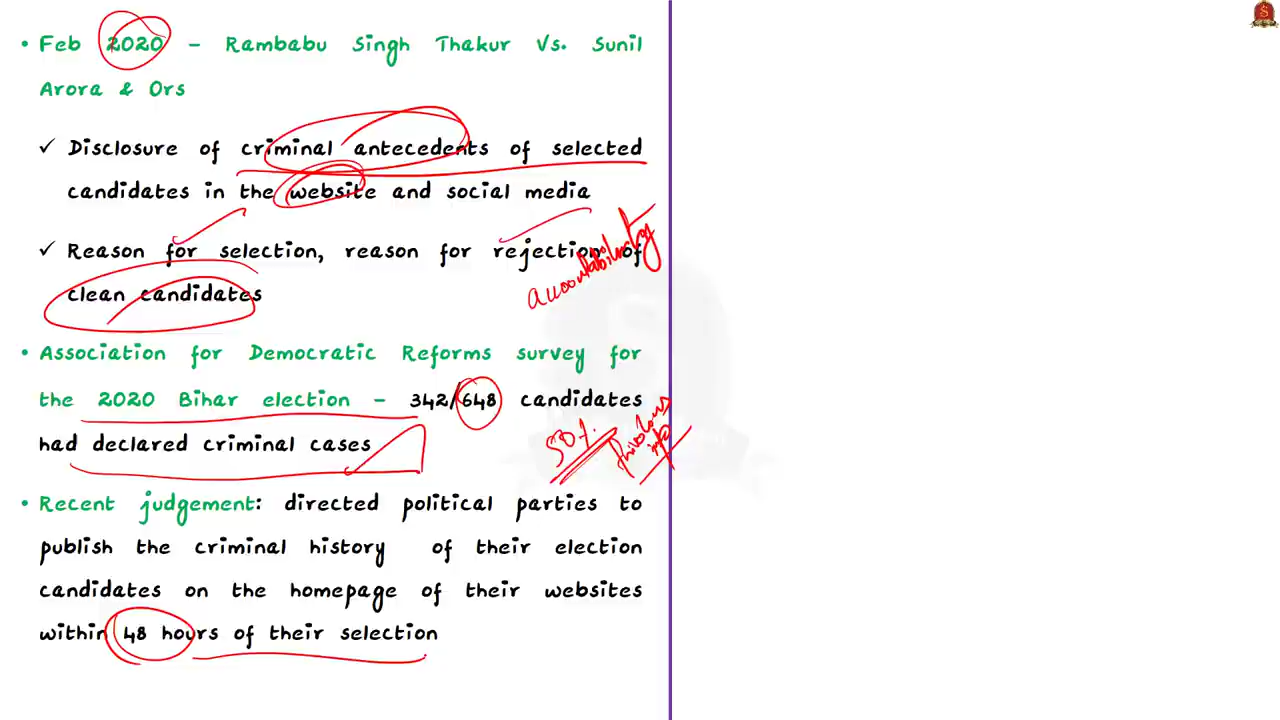 • Feb 2020 – Rambabu Singh Thakur Vs. Sunil
Arora & Ors
✓ Disclosure of criminal antecedents of selected
candidates in the website and social media
✓ Reason for selection, reason for rejection of
clean candidates
accountability
• Association for Democratic Reforms survey for
the 2020 Bihar election – 342/648 candidates
had declared criminal cases
50%
• Recent judgement: directed political parties to
publish the criminal history of their election
candidates on the homepage of their websites
within 48 hours of their selection